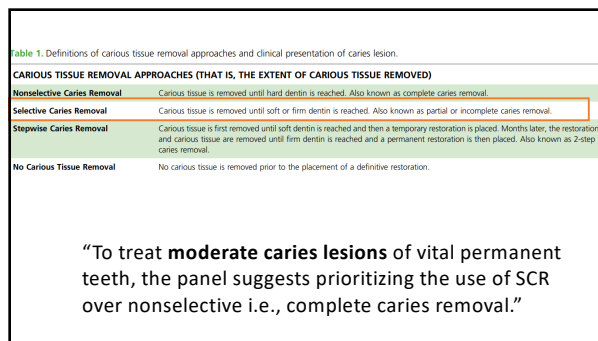 Table 1. Definitions of carious tissue removal approaches and clinical presentation of caries lesion.
CARIOUS TISSUE REMOVAL APPROACHES (THAT IS, THE EXTENT OF CARIOUS TISSUE REMOVED)
Nonselective Caries Removal Carious tissue is removed until hard dentin is reached. Also known as complete caries removal.
Selective Caries Removal Carious tissue is removed until soft or firm dentin is reached. Also known as partial or incomplete caries removal.
Stepwise Caries Removal Carious tissue is first removed until soft dentin is reached and then a temporary restoration is placed. Months later, the restoration
and carious tissue are removed until firm dentin is reached and a permanent restoration is then placed. Also known as 2-step
caries removal.
No Carious Tissue Removal No carious tissue is removed prior to the placement of a definitive restoration.
“To treat moderate caries lesions of vital permanent
teeth, the panel suggests prioritizing the use of SCR
over nonselective i.e., complete caries removal.”